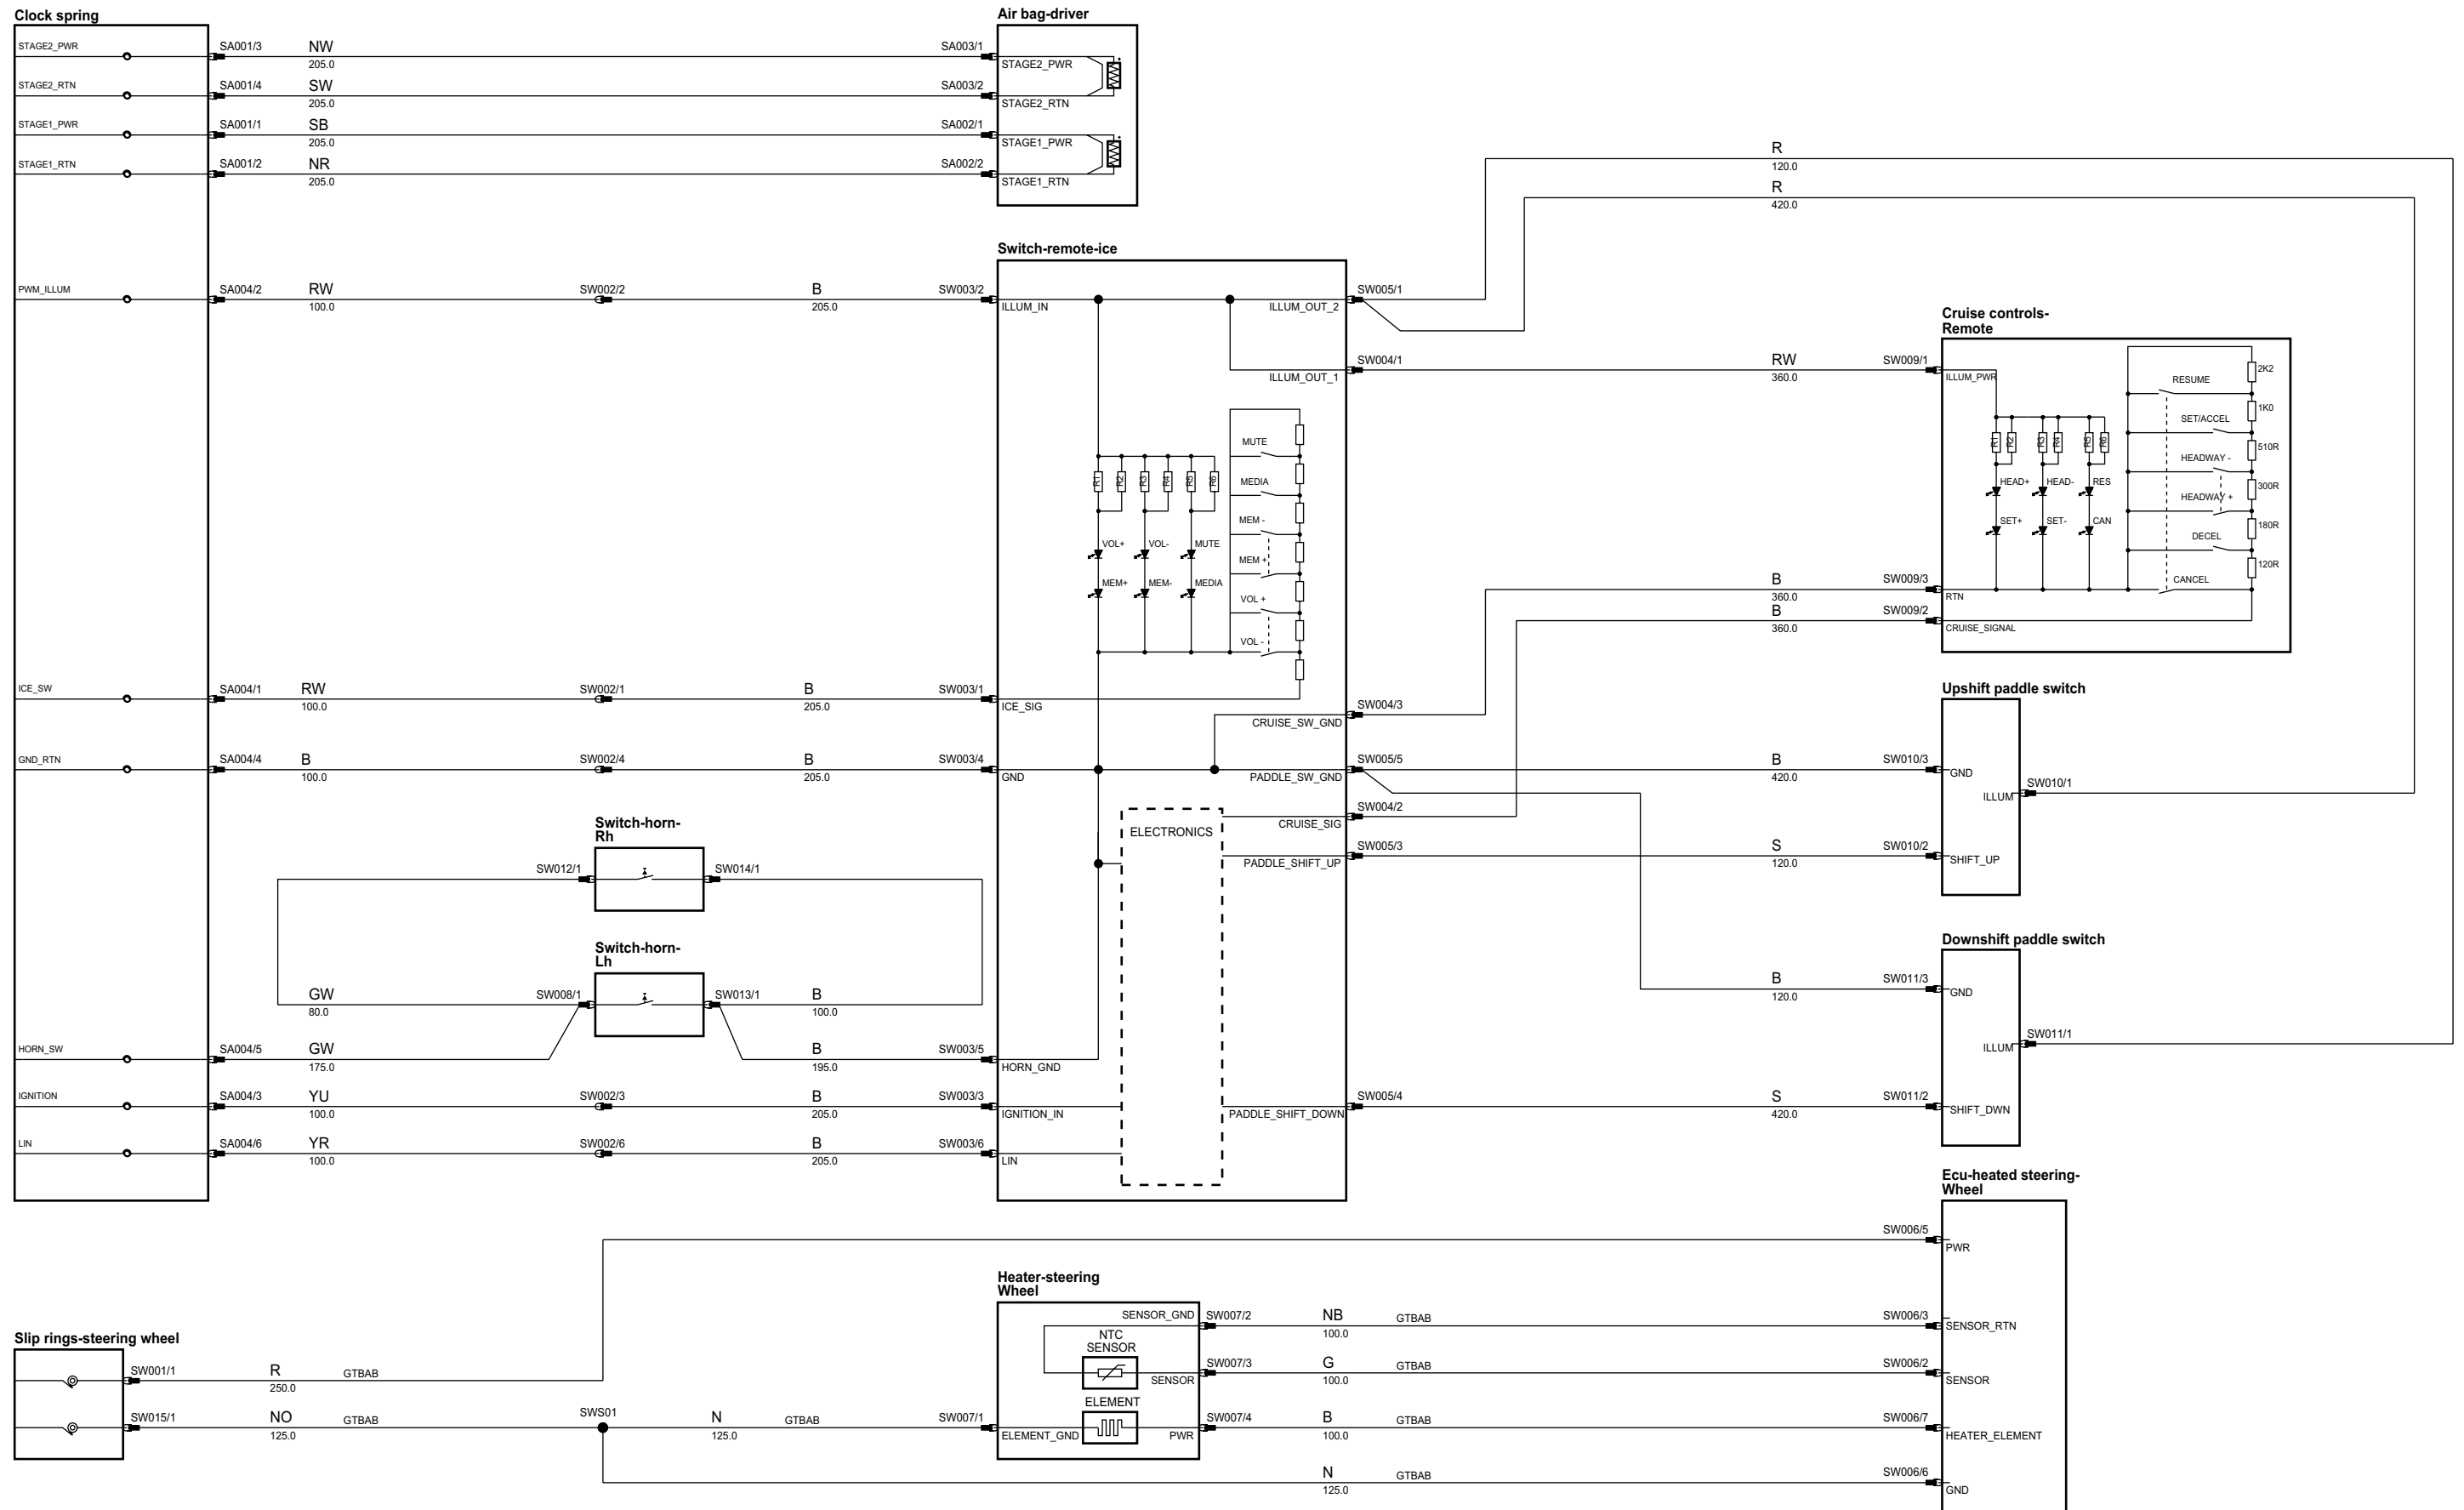 Clock spring
STAGE2_PWR
SA001/3
NW
205.0
STAGE2_RTN
SA001/4
SW
205.0
STAGE1_PWR
SA001/1
SB
205.0
STAGE1_RTN
SA001/2
NR
205.0
Air bag-driver
SA003/1
STAGE2_PWR
SA003/2
STAGE2_RTN
SA002/1
STAGE1_PWR
SA002/2
STAGE1_RTN
+
+
R
120.0
R
420.0
PWM_ILLUM
SA004/2
RW
100.0
SW002/2
B
205.0
SW003/2
Switch-remote-ice
ILLUM_IN
ILLUM_OUT_2
SW005/1
ILLUM_OUT_1
SW004/1
RW
360.0
SW009/1
R1
R2
R3
R4
R5
R6
VOL+
VOL-
MUTE
MEM+
MEM-
MEDIA
MUTE
MEDIA
MEM -
MEM +
VOL +
VOL -
Cruise controls-
Remote
ILLUM_PWR
R1
R2
R3
R4
R5
R6
HEAD+
HEAD-
RES
SET+
SET-
CAN
RESUME
SET/ACCEL
HEADWAY -
HEADWAY +
DECEL
CANCEL
2K2
1K0
510R
300R
180R
120R
B
360.0
SW009/3
RTN
B
360.0
SW009/2
CRUISE_SIGNAL
ICE_SW
SA004/1
RW
100.0
SW002/1
B
205.0
SW003/1
ICE_SIG
CRUISE_SW_GND
SW004/3
GND_RTN
SA004/4
B
100.0
SW002/4
B
205.0
SW003/4
GND
PADDLE_SW_GND
SW005/5
B
420.0
SW010/3
Upshift paddle switch
GND
ILLUM
SW010/1
ELECTRONICS
CRUISE_SIG
SW004/2
PADDLE_SHIFT_UP
SW005/3
S
120.0
SW010/2
SHIFT_UP
Switch-horn-
Rh
SW012/1
SW014/1
Switch-horn-
Lh
GW
80.0
SW008/1
SW013/1
B
100.0
Downshift paddle switch
B
120.0
SW011/3
GND
ILLUM
SW011/1
HORN_SW
SA004/5
GW
175.0
B
195.0
SW003/5
HORN_GND
IGNITION
SA004/3
YU
100.0
SW002/3
B
205.0
SW003/3
IGNITION_IN
PADDLE_SHIFT_DOWN
SW005/4
S
420.0
SW011/2
SHIFT_DWN
LIN
SA004/6
YR
100.0
SW002/6
B
205.0
SW003/6
LIN
Ecu-heated steering-
Wheel
SW006/5
PWR
Heater-steering
Wheel
SENSOR_GND
SW007/2
NB
100.0
GTBAB
SW006/3
SENSOR_RTN
NTC
SENSOR
SENSOR
SW007/3
G
100.0
GTBAB
SW006/2
SENSOR
Slip rings-steering wheel
SW001/1
R
250.0
GTBAB
SW015/1
NO
125.0
GTBAB
SWS01
N
125.0
GTBAB
SW007/1
ELEMENT_GND
ELEMENT
PWR
SW007/4
B
100.0
GTBAB
SW006/7
HEATER_ELEMENT
N
125.0
GTBAB
SW006/6
GND